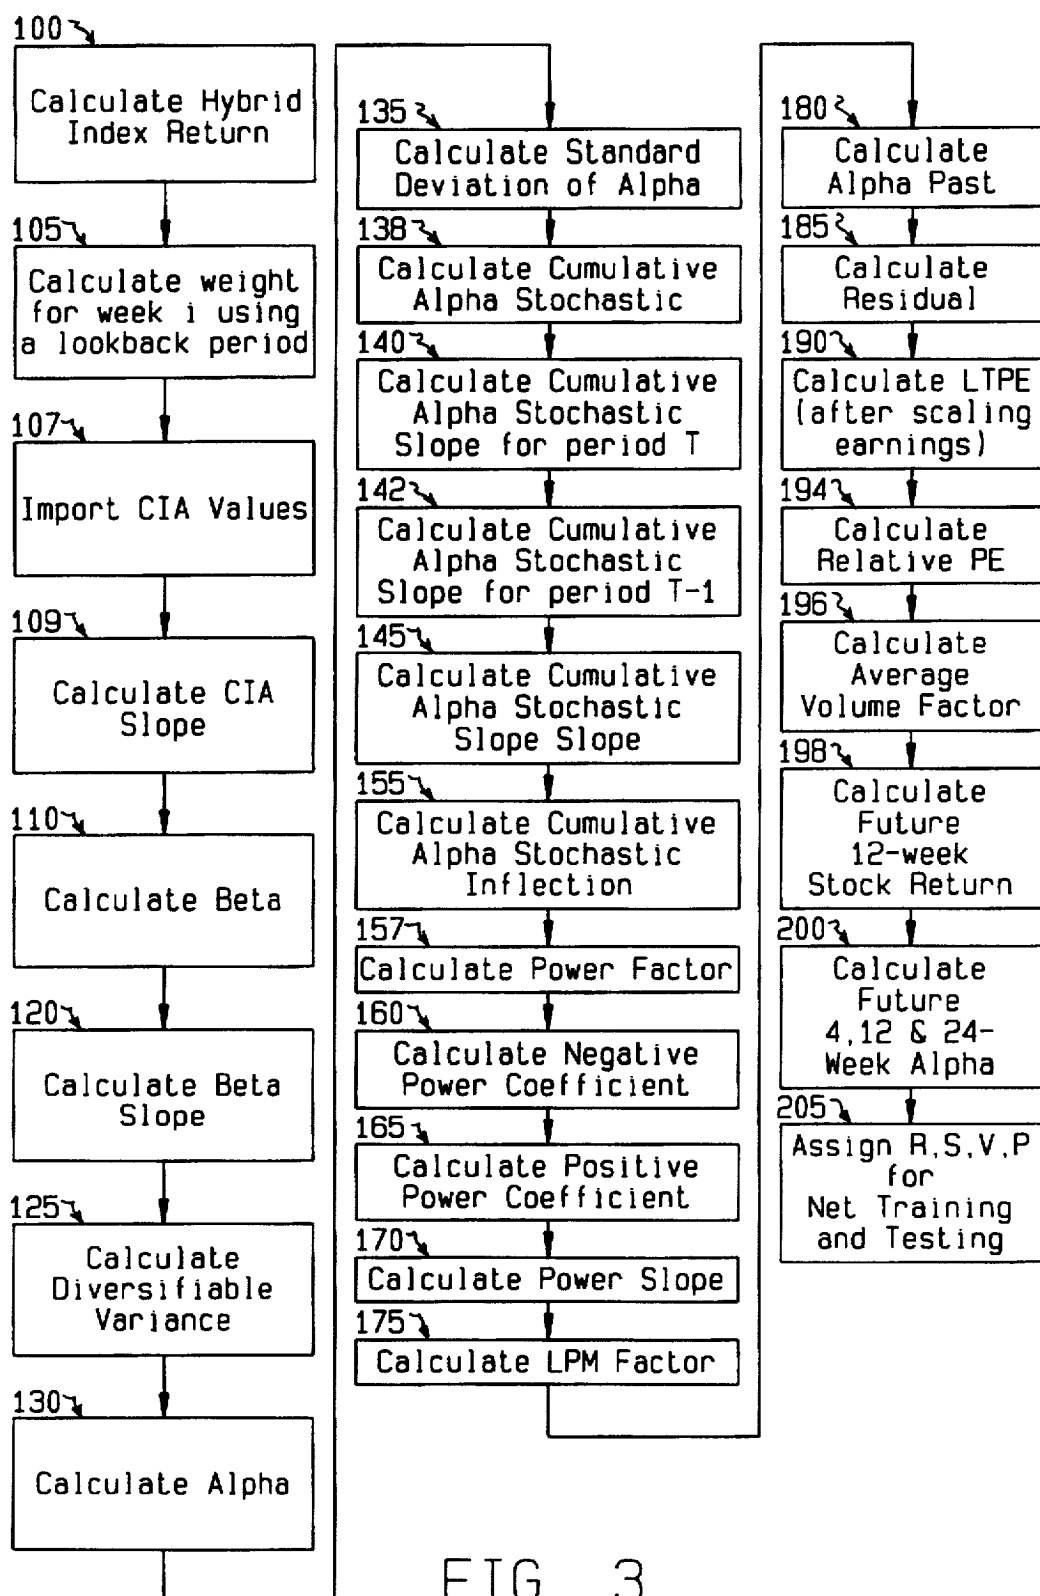 100
Calculate Hybrid
Index Return
105
Calculate weight
for week i using
a lookback period
107
Import CIA Values
109
Calculate CIA
Slope
110
Calculate Beta
120
Calculate Beta
Slope
125
Calculate
Diversifiable
Variance
130
Calculate Alpha
135
Calculate Standard
Deviation of Alpha
138
Calculate Cumulative
Alpha Stochastic
140
Calculate Cumulative
Alpha Stochastic
Slope for period T
142
Calculate Cumulative
Alpha Stochastic
Slope for period T-1
145
Calculate Cumulative
Alpha Stochastic
Slope Slope
155
Calculate Cumulative
Alpha Stochastic
Inflection
157
Calculate Power Factor
160
Calculate Negative
Power Coefficient
165
Calculate Positive
Power Coefficient
170
Calculate Power Slope
175
Calculate LPM Factor
180
Calculate
Alpha Past
185
Calculate
Residual
190
Calculate LTPE
(after scaling
earnings)
194
Calculate
Relative PE
196
Calculate
Average
Volume Factor
198
Calculate
Future
12-week
Stock Return
200
Calculate
Future
4,12 & 24-
Week Alpha
205
Assign R,S,V,P
for
Net Training
and Testing
FIG. 3